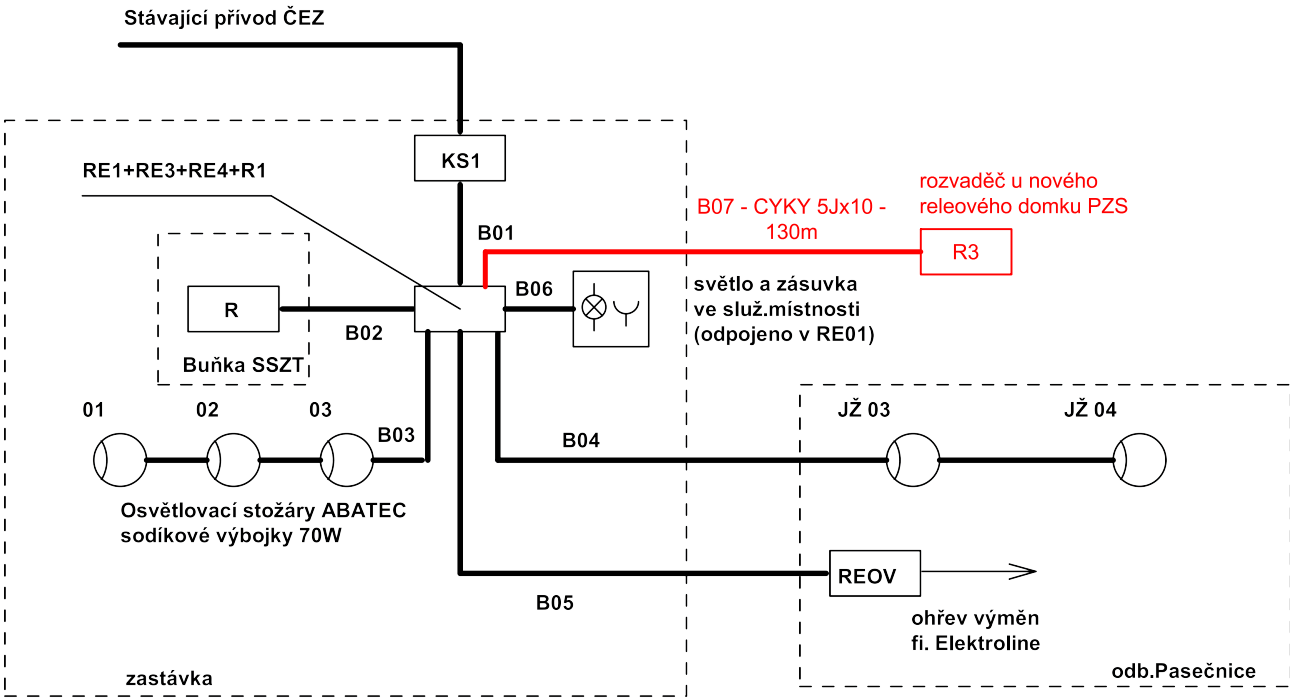 Stávající přívod ČEZ
KS1
RE1+RE3+RE4+R1
B07 - CYKY 5Jx10 -
130m
rozvaděč u nového
releového domku PZS
R3
B01
B06
světlo a zásuvka
ve služ.místnosti
(odpojeno v RE01)
R
B02
Buňka SSZT
01
02
03
B03
B04
JŽ 03
JŽ 04
Osvětlovací stožáry ABATEC
sodíkové výbojky 70W
REOV
B05
ohřev výměn
fi. Elektroline
zastávka
odb.Pasečnice